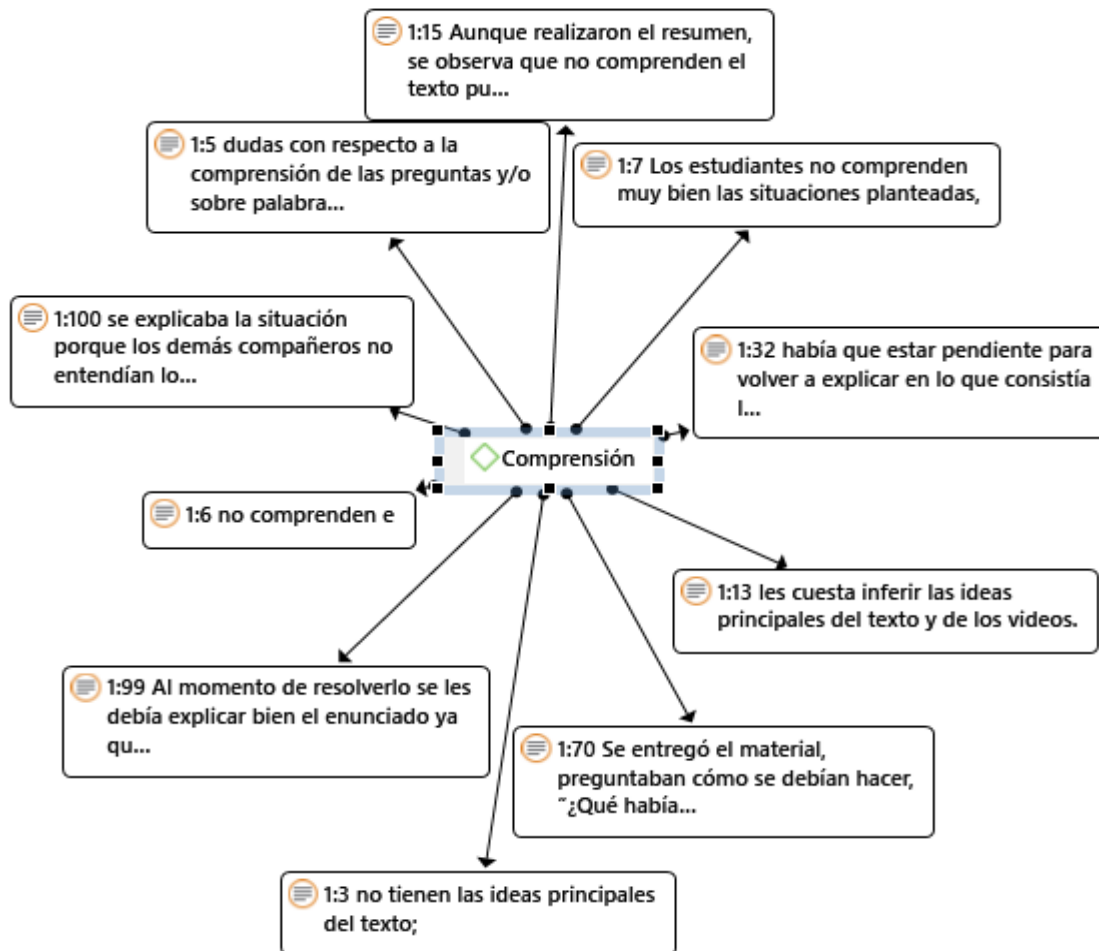 1:15 Aunque realizaron el resumen,
se observa que no comprenden el
texto pu...
1:5 dudas con respecto a la
comprensión de las preguntas y/o
sobre palabra...
1:7 Los estudiantes no comprenden
muy bien las situaciones planteadas,
1:100 se explicaba la situación
porque los demás compañeros no
entendían lo...
1:32 había que estar pendiente para
volver a explicar en lo que consistía
l...
Comprensión
1:6 no comprenden e
1:13 les cuesta inferir las ideas
principales del texto y de los videos.
1:99 Al momento de resolverlo se les
debía explicar bien el enunciado ya
qu...
1:70 Se entregó el material,
preguntaban cómo se debían hacer,
˜¿Qué había...
1:3 no tienen las ideas principales
del texto;